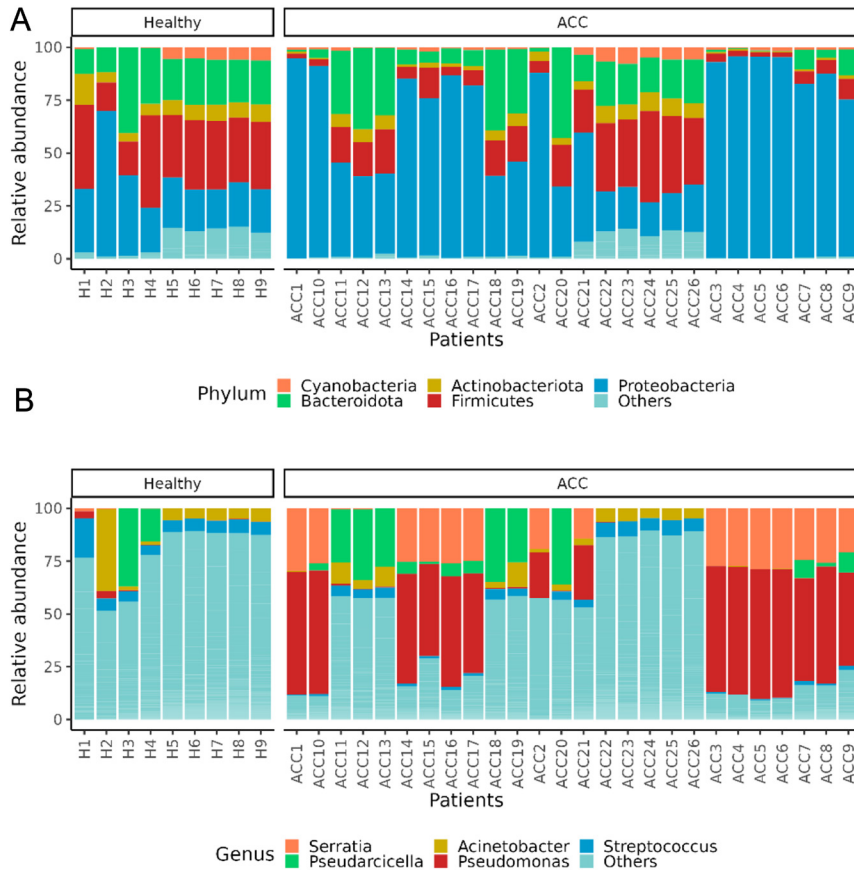 A
Healthy ACC
100
75
50
25
0
Relative abundance
H1 H2 H3 H4 H5 H6 H7 H8 H9 ACC1 ACC10 ACC11 ACC12 ACC13 ACC14 ACC15 ACC16 ACC17 ACC18 ACC19 ACC2 ACC20 ACC21 ACC22 ACC23 ACC24 ACC25 ACC26 ACC3 ACC4 ACC5 ACC6 ACC7 ACC8 ACC9
Patients
Phylum Cyanobacteria Actinobacteriota Proteobacteria
Bacteroidota Firmicutes Others
B
Healthy ACC
100
75
50
25
0
Relative abundance
H1 H2 H3 H4 H5 H6 H7 H8 H9 ACC1 ACC10 ACC11 ACC12 ACC13 ACC14 ACC15 ACC16 ACC17 ACC18 ACC19 ACC2 ACC20 ACC21 ACC22 ACC23 ACC24 ACC25 ACC26 ACC3 ACC4 ACC5 ACC6 ACC7 ACC8 ACC9
Patients
Genus Serratia Acinetobacter Streptococcus
Pseudarcicella Pseudomonas Others